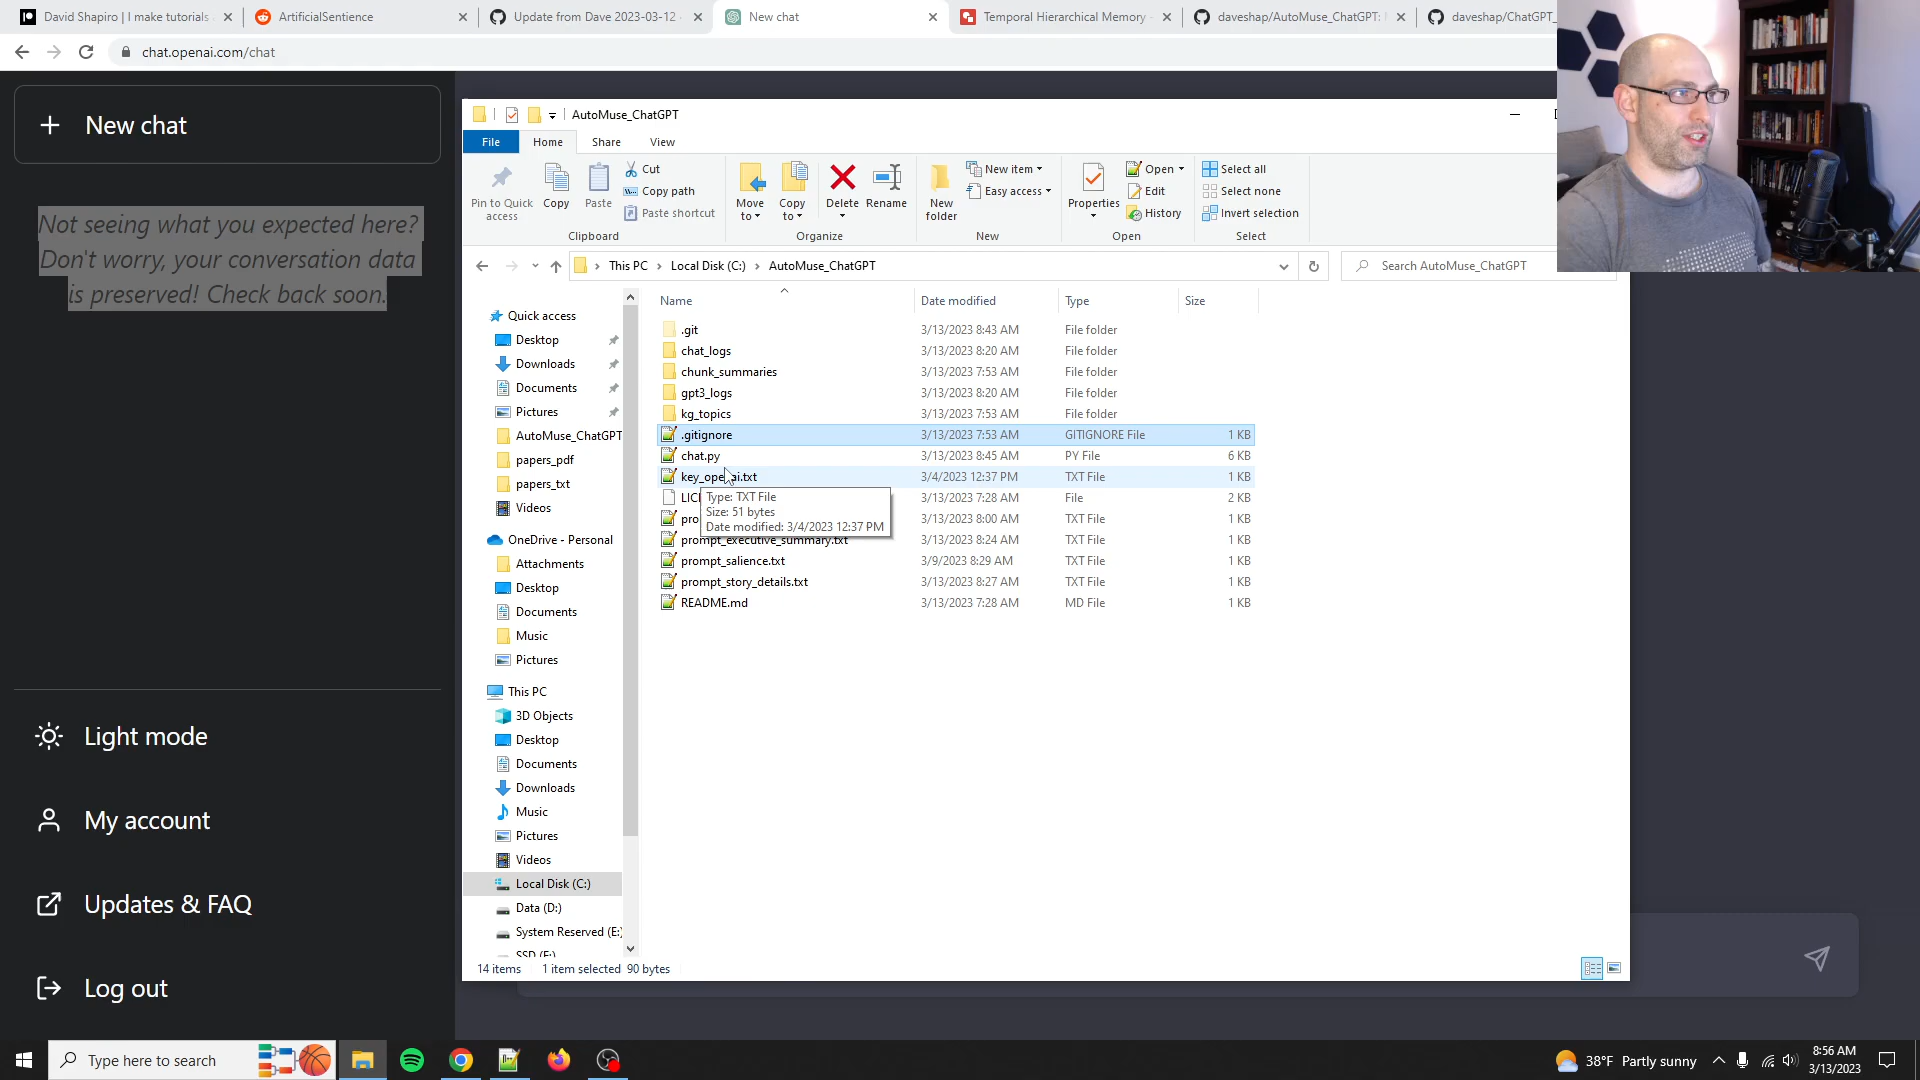 David Shapiro | I make tutorials
ArtificialSentience
Update from Dave 2023-03-12
New chat
Temporal Hierarchical Memory
daveshap/AutoMuse_ChatGPT:
daveshap/ChatGPT_
chat.openai.com/chat
New chat
Not seeing what you expected here?
Don't worry, your conversation data
is preserved! Check back soon.
Light mode
My account
Updates & FAQ
Log out
AutoMuse_ChatGPT
File
Home
Share
View
Pin to Quick
access
Copy
Paste
Cut
Copy path
Paste shortcut
Clipboard
Move
to
Copy
to
Delete
Rename
Organize
New
folder
New item
Easy access
New
Properties
Open
Edit
History
Open
Select all
Select none
Invert selection
Select
This PC
Local Disk (C:)
AutoMuse_ChatGPT
Search AutoMuse_ChatGPT
Quick access
Desktop
Downloads
Documents
Pictures
AutoMuse_ChatGPT
papers_pdf
papers_txt
Videos
OneDrive - Personal
Attachments
Desktop
Documents
Music
Pictures
This PC
3D Objects
Desktop
Documents
Downloads
Music
Pictures
Videos
Local Disk (C:)
Data (D:)
System Reserved (E:)
SSD (F:)
Name Date modified Type Size
.git 3/13/2023 8:43 AM File folder
chat_logs 3/13/2023 8:20 AM File folder
chunk_summaries 3/13/2023 7:53 AM File folder
gpt3_logs 3/13/2023 8:20 AM File folder
kg_topics 3/13/2023 7:53 AM File folder
.gitignore 3/13/2023 7:53 AM GITIGNORE File 1 KB
chat.py 3/13/2023 8:45 AM PY File 6 KB
key_openai.txt 3/4/2023 12:37 PM TXT File 1 KB
LIC 3/13/2023 7:28 AM File 2 KB
pro 3/13/2023 8:00 AM TXT File 1 KB
prompt_executive_summary.txt 3/13/2023 8:24 AM TXT File 1 KB
prompt_salience.txt 3/9/2023 8:29 AM TXT File 1 KB
prompt_story_details.txt 3/13/2023 8:27 AM TXT File 1 KB
README.md 3/13/2023 7:28 AM MD File 1 KB
Type: TXT File
Size: 51 bytes
Date modified: 3/4/2023 12:37 PM
14 items
1 item selected 90 bytes
Type here to search
38°F Partly sunny
8:56 AM
3/13/2023